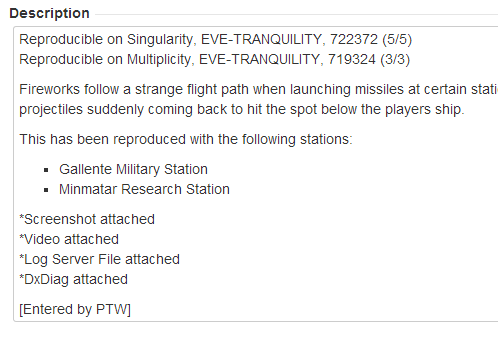 Description
Reproducible on Singularity, EVE-TRANQUILITY, 722372 (5/5)
Reproducible on Multiplicity, EVE-TRANQUILITY, 719324 (3/3)
Fireworks follow a strange flight path when launching missiles at certain
projectiles suddenly coming back to hit the spot below the players ship.
This has been reproduced with the following stations:
Gallente Military Station
Minmatar Research Station
*Screenshot attached
*Video attached
*Log Server File attached
*DxDiag attached
[Entered by PTW]